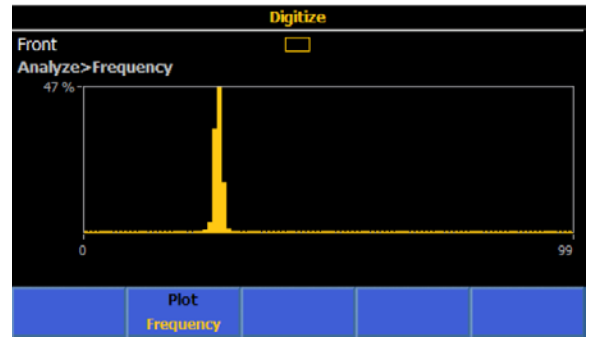 Digitize
Front
Analyze>Frequency
47 %
0
99
Plot
Frequency